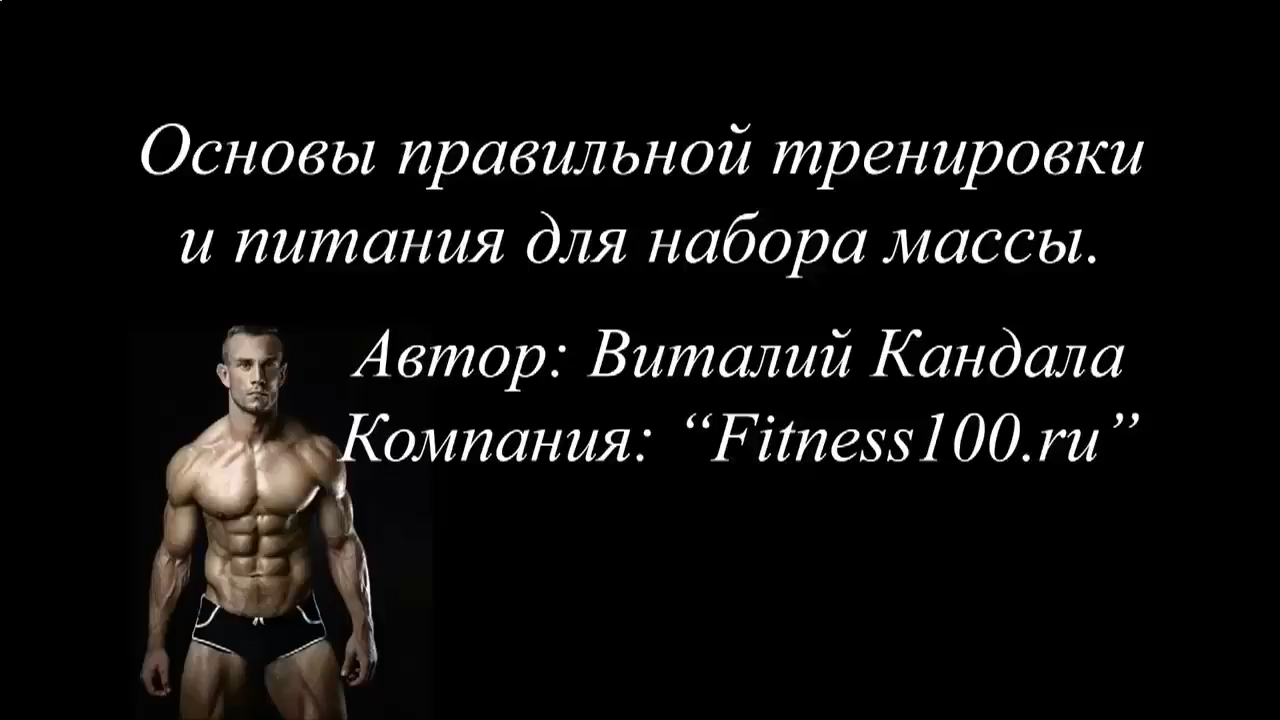 Основы правильной тренировки
и питания для набора массы.
Автор: Виталий Кандала
Компания: “Fitness100.ru”